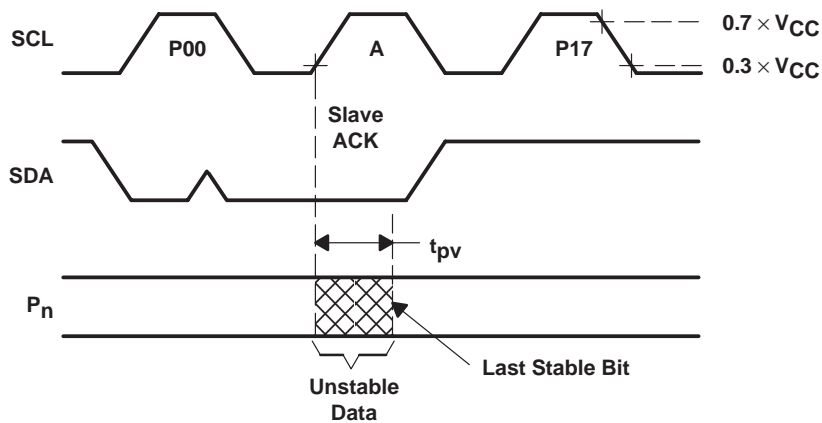 SCL
P00
A
P17
0.7 × VCC
0.3 × VCC
Slave
ACK
SDA
tpv
Pn
Last Stable Bit
Unstable
Data